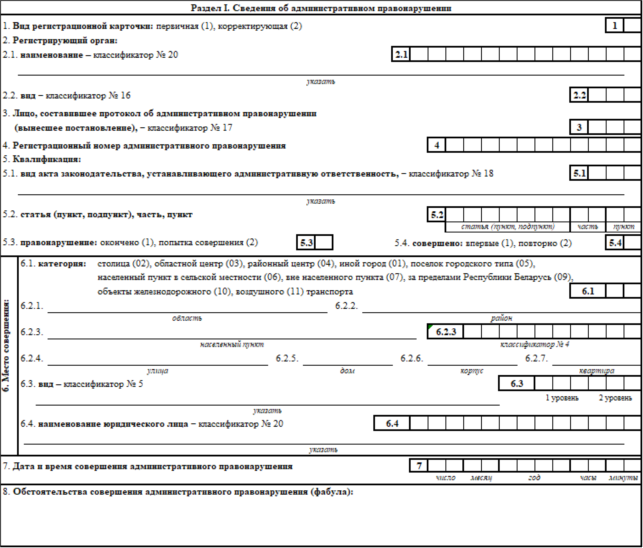 Раздел I. Сведения об административном правонарушении
1. Вид регистрационной карточки: первичная (1), корректирующая (2) 1
2. Регистрирующий орган:
2.1. наименование – классификатор № 20 2.1
указать
2.2. вид – классификатор № 16 2.2
3. Лицо, составившее протокол об административном правонарушении
(вынесшее постановление), – классификатор № 17 3
4. Регистрационный номер административного правонарушения 4
5. Квалификация:
5.1. вид акта законодательства, устанавливающего административную ответственность, – классификатор № 18 5.1
указать
5.2. статья (пункт, подпункт), часть, пункт 5.2
статья (пункт, подпункт) часть пункт
5.3. правонарушение: окончено (1), попытка совершения (2) 5.3 5.4. совершено: впервые (1), повторно (2) 5.4
6. Место совершения:
6.1. категория: столица (02), областной центр (03), районный центр (04), иной город (01), поселок городского типа (05),
населенный пункт в сельской местности (06), вне населенного пункта (07), за пределами Республики Беларусь (09),
объекты железнодорожного (10), воздушного (11) транспорта 6.1
6.2.1. 6.2.2.
область район
6.2.3. 6.2.3
населенный пункт классификатор № 4
6.2.4. 6.2.5. 6.2.6. 6.2.7.
улица дом корпус квартира
6.3. вид – классификатор № 5 6.3
1 уровень 2 уровень
указать
6.4. наименование юридического лица – классификатор № 20 6.4
указать
7. Дата и время совершения административного правонарушения 7
число месяц год часы минуты
8. Обстоятельства совершения административного правонарушения (фабула):